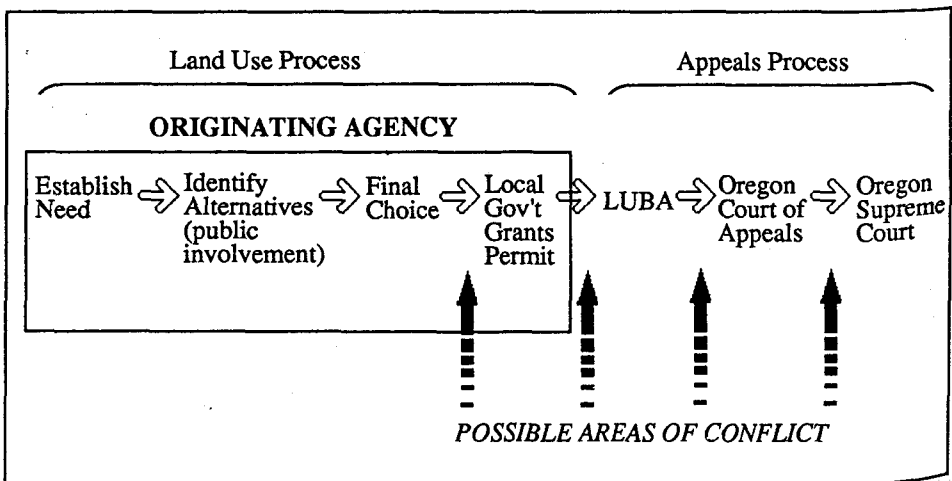 Land Use Process
Appeals Process
ORIGINATING AGENCY
Establish
Need
Identify
Alternatives
(public
involvement)
Final
Choice
Local
Gov't
Grants
Permit
LUBA
Oregon
Court of
Appeals
Oregon
Supreme
Court
POSSIBLE AREAS OF CONFLICT